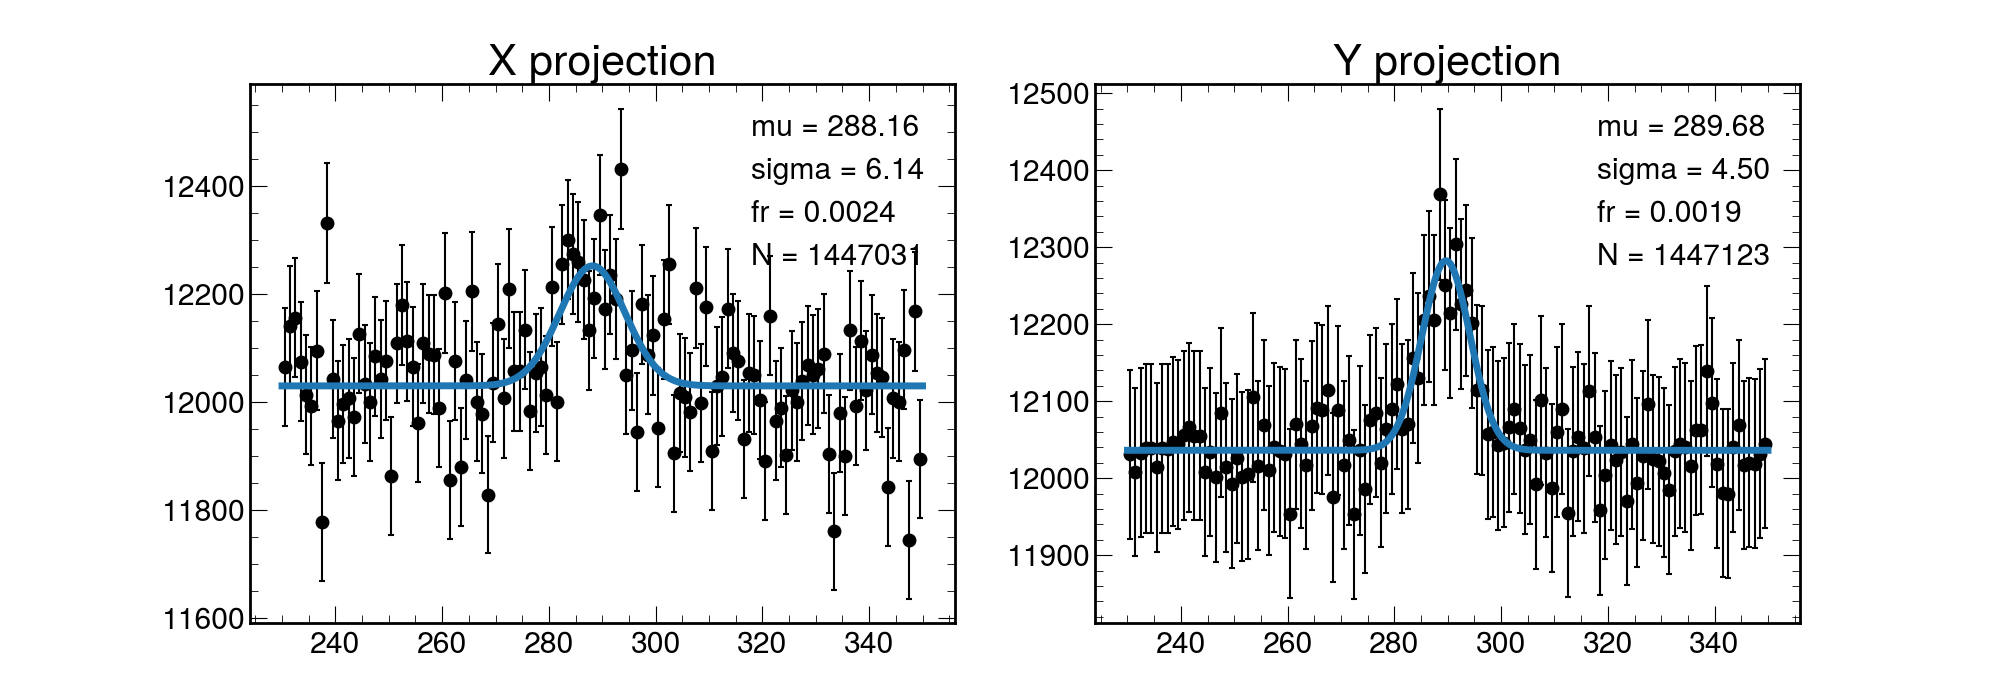 X projection
mu = 288.16
sigma = 6.14
fr = 0.0024
N = 1447031
12400
12200
12000
11800
11600
240 260 280 300 320 340
Y projection
mu = 289.68
sigma = 4.50
fr = 0.0019
N = 1447123
12500
12400
12300
12200
12100
12000
11900
240 260 280 300 320 340